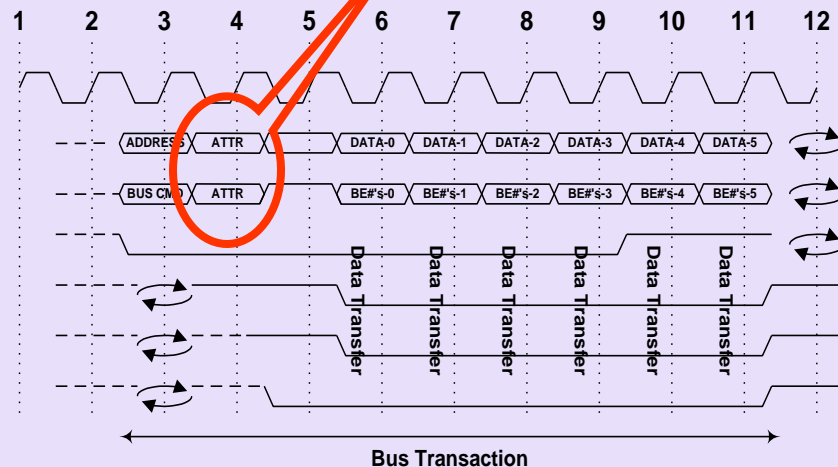 1 2 3 4 5 6 7 8 9 10 11 12
ADDRESS ATTR DATA-0 DATA-1 DATA-2 DATA-3 DATA-4 DATA-5
BUS CMD ATTR BE#'s-0 BE#'s-1 BE#'s-2 BE#'s-3 BE#'s-4 BE#'s-5
Data Transfer
Data Transfer
Data Transfer
Data Transfer
Data Transfer
Data Transfer
Bus Transaction